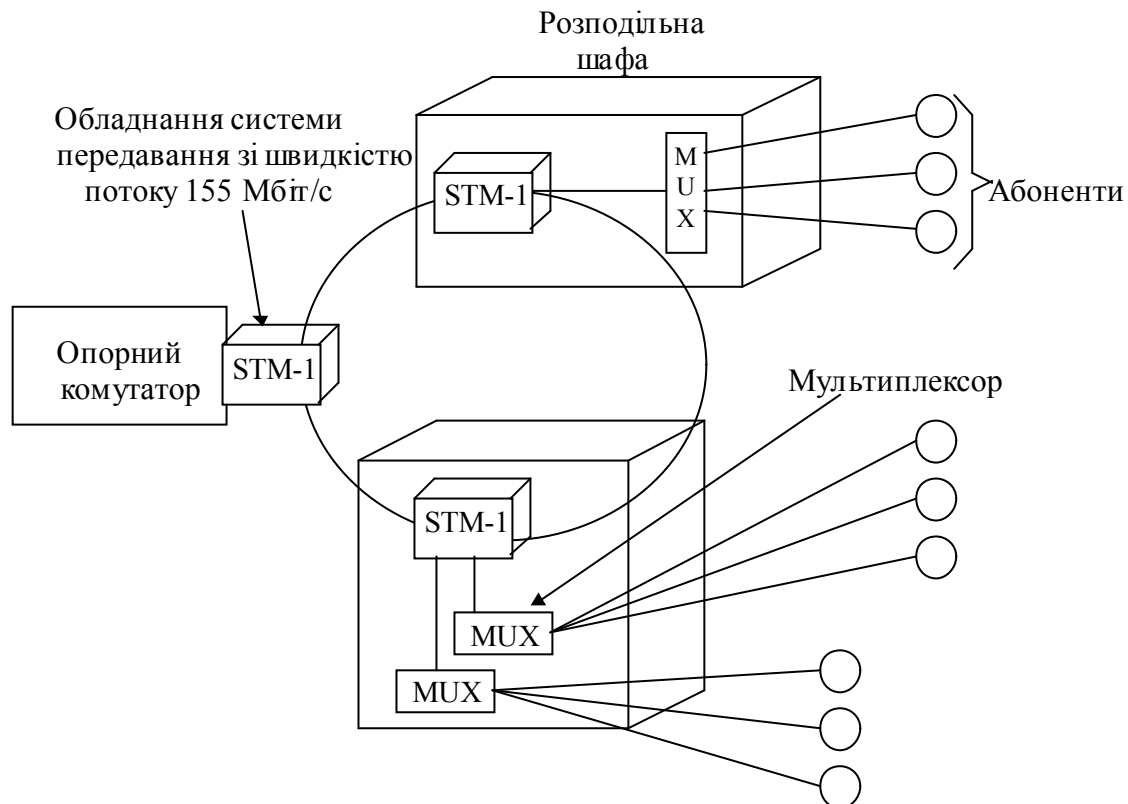 Розподільна
шафа
Обладнання системи
передавання зі швидкістю
потоку 155 Мбіт/с
STM-1
M
U
X
Абоненти
Опорний
комутатор
STM-1
Мультиплексор
STM-1
MUX
MUX